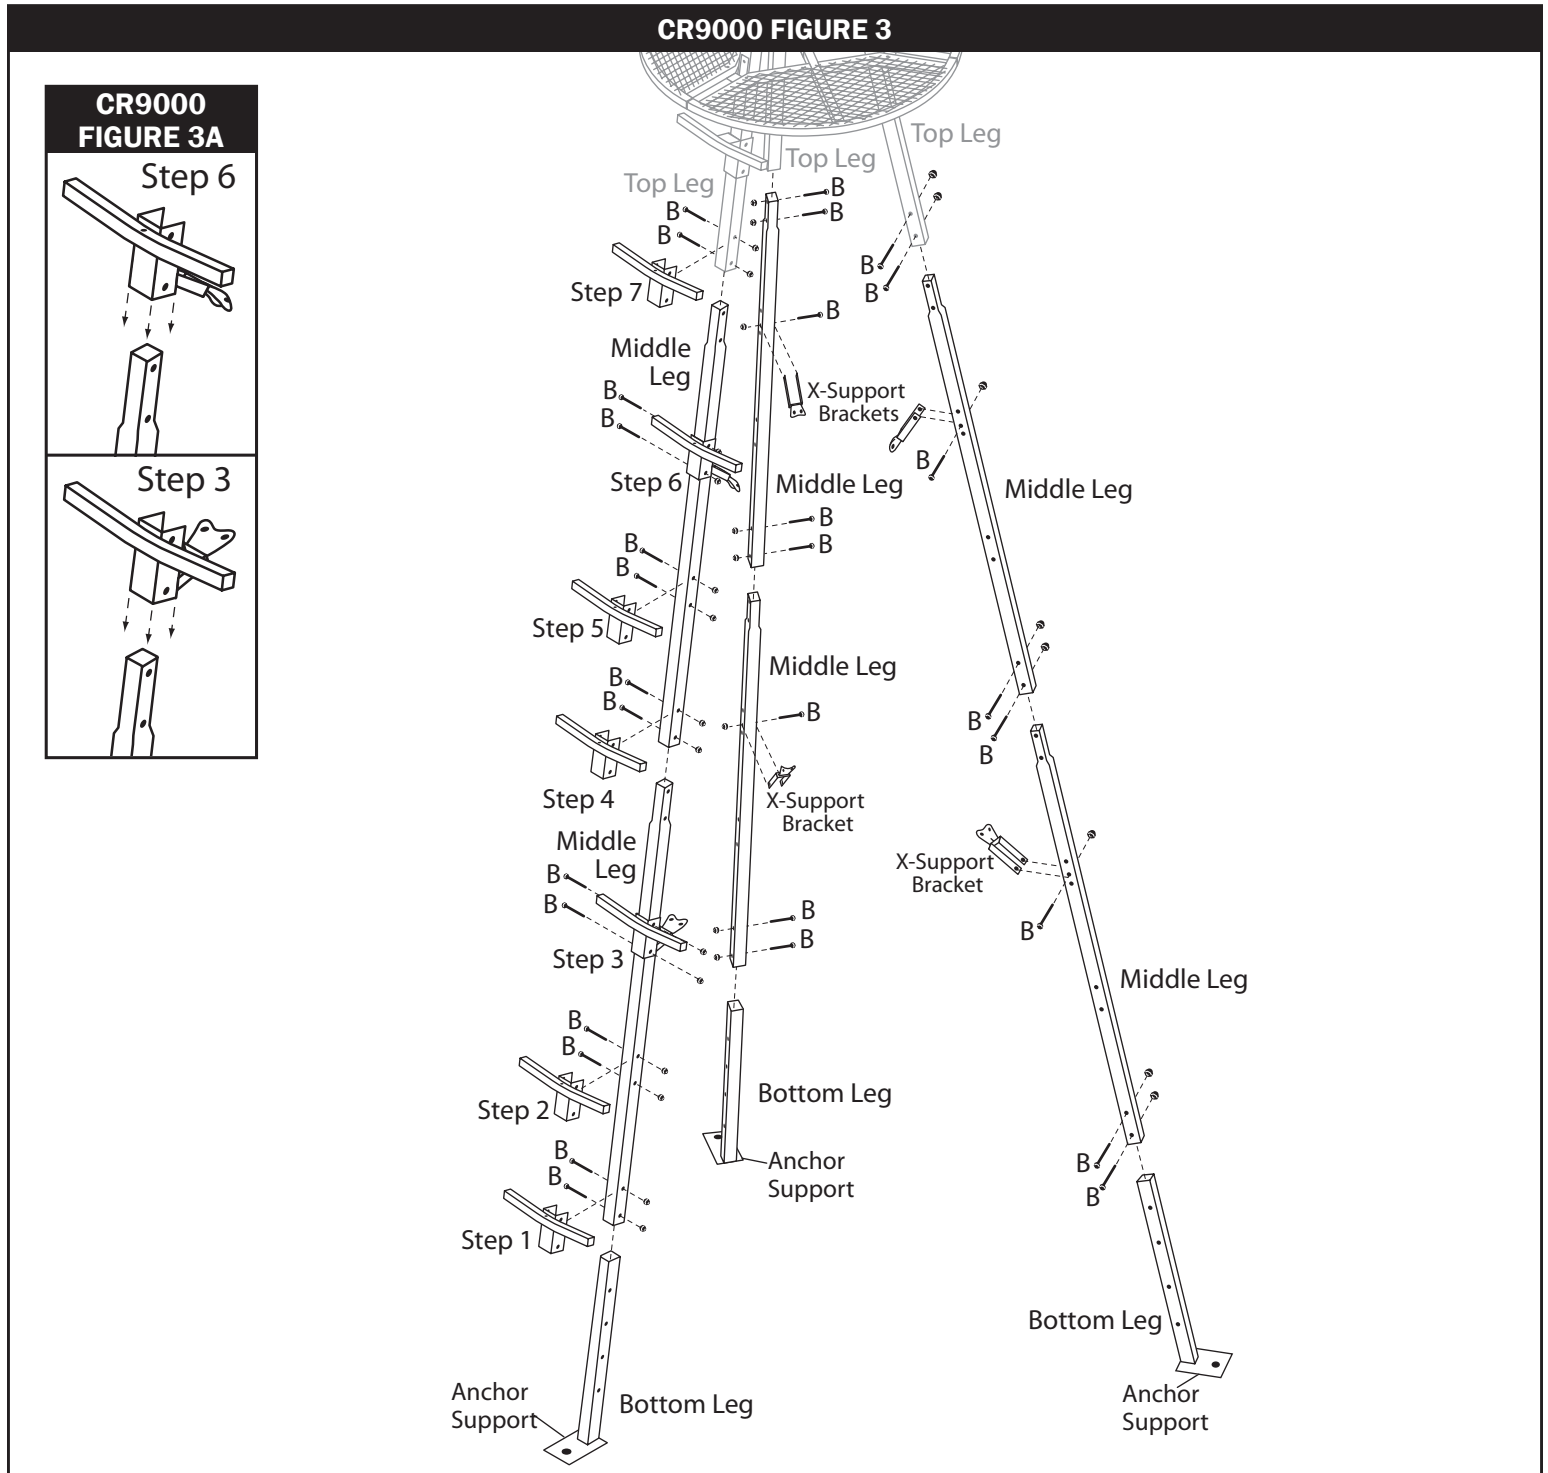 CR9000 FIGURE 3
CR9000
FIGURE 3A
Step 6
Step 3
Top Leg
Top Leg
Top Leg
B
B
B
B
Step 7
B
B
B
Middle
Leg
X-Support
Brackets
B
B
B
Step 6
Middle Leg
Middle Leg
B
B
B
B
Step 5
Middle Leg
B
B
B
B
B
Step 4
X-Support
Bracket
Middle
Leg
X-Support
Bracket
B
B
B
B
B
Step 3
Middle Leg
B
B
Step 2
Bottom Leg
B
B
Anchor
Support
B
B
Step 1
Bottom Leg
Anchor
Support
Bottom Leg
Anchor
Support